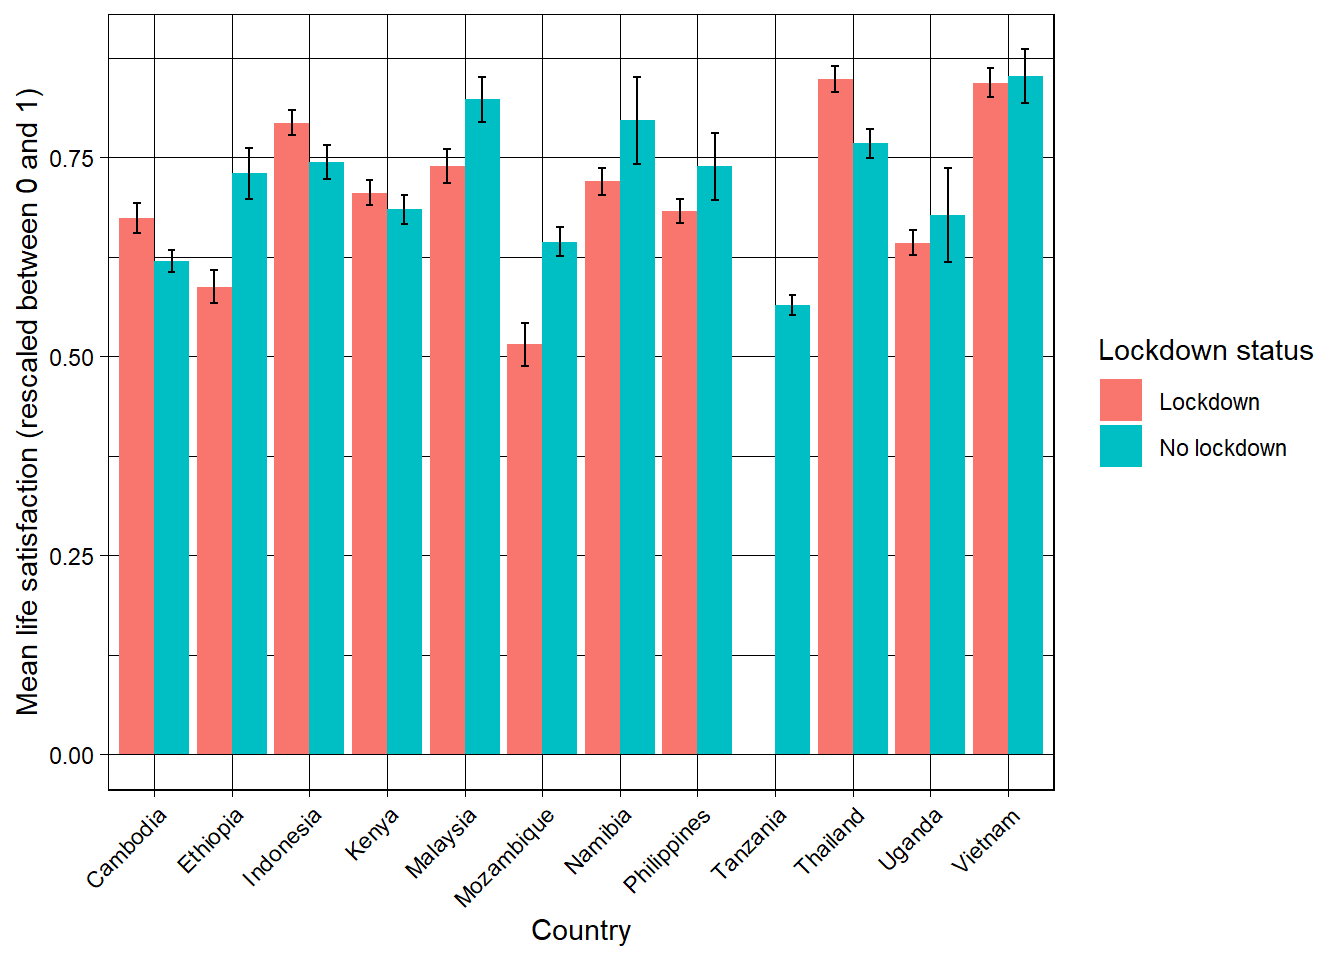 Mean life satisfaction (rescaled between 0 and 1)
0.75
0.50
0.25
0.00
Cambodia
Ethiopia
Indonesia
Kenya
Malaysia
Mozambique
Namibia
Philippines
Tanzania
Thailand
Uganda
Vietnam
Country
Lockdown status
Lockdown
No lockdown